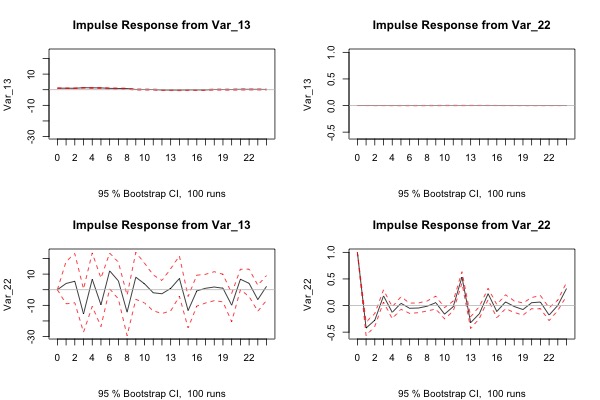 Impulse Response from Var_13
Var_13
10
-10
-30
0 2 4 6 8 10 13 16 19 22
95 % Bootstrap CI, 100 runs
Impulse Response from Var_22
Var_13
1.0
0.5
0.0
-0.5
0 2 4 6 8 10 13 16 19 22
95 % Bootstrap CI, 100 runs
Impulse Response from Var_13
Var_22
10
-10
-30
0 2 4 6 8 10 13 16 19 22
95 % Bootstrap CI, 100 runs
Impulse Response from Var_22
Var_22
1.0
0.5
0.0
-0.5
0 2 4 6 8 10 13 16 19 22
95 % Bootstrap CI, 100 runs